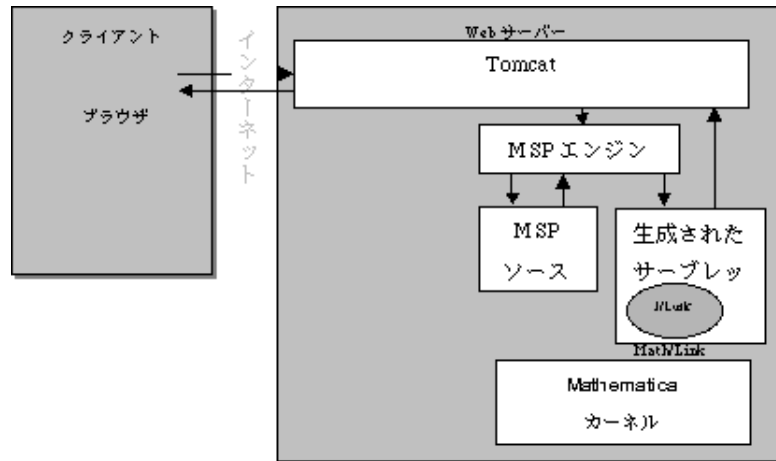 クライアント
ブラウザ
インターネット
Webサーバー
Tomcat
MSPエンジン
MSP
ソース
生成された
サーブレッ
J/Link
Math/Link
Mathematica
カーネル